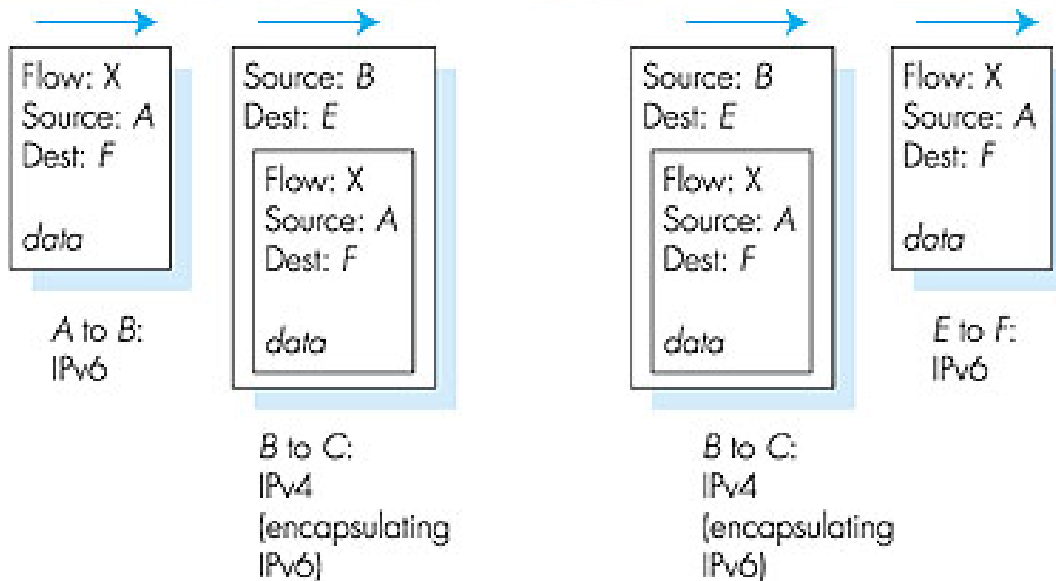 Flow: X
Source: A
Dest: F
data
A to B:
IPv6
Source: B
Dest: E
Flow: X
Source: A
Dest: F
data
B to C:
IPv4
(encapsulating
IPv6)
Source: B
Dest: E
Flow: X
Source: A
Dest: F
data
B to C:
IPv4
(encapsulating
IPv6)
Flow: X
Source: A
Dest: F
data
E to F:
IPv6